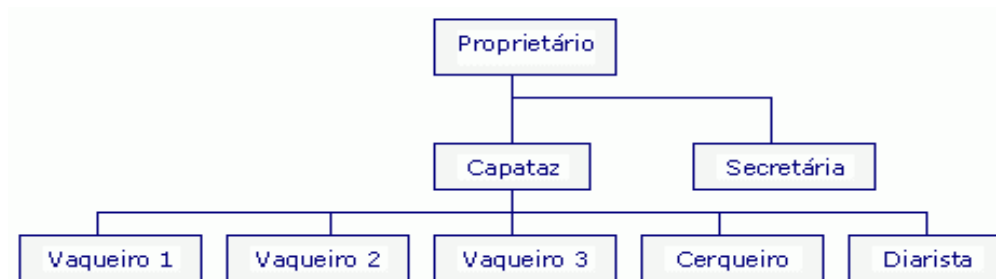 Proprietário
Capataz
Secretária
Vaqueiro 1
Vaqueiro 2
Vaqueiro 3
Cerqueiro
Diarista